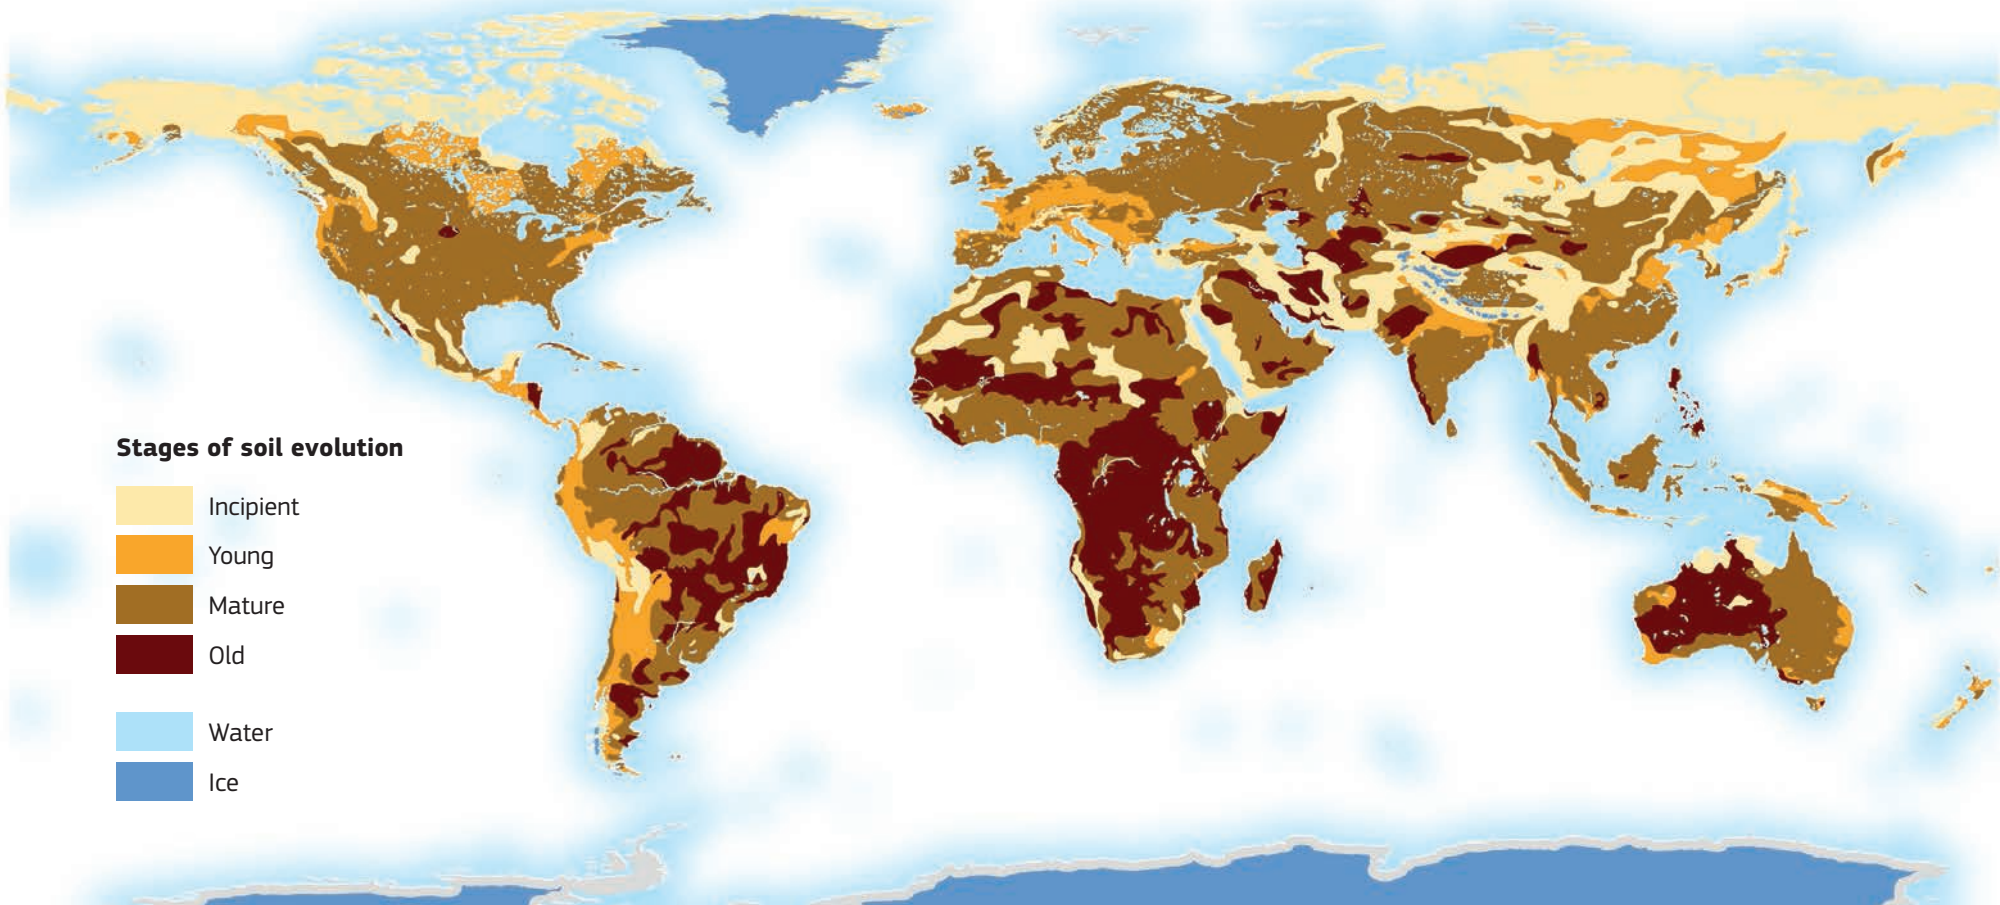 Stages of soil evolution
Incipient
Young
Mature
Old
Water
Ice